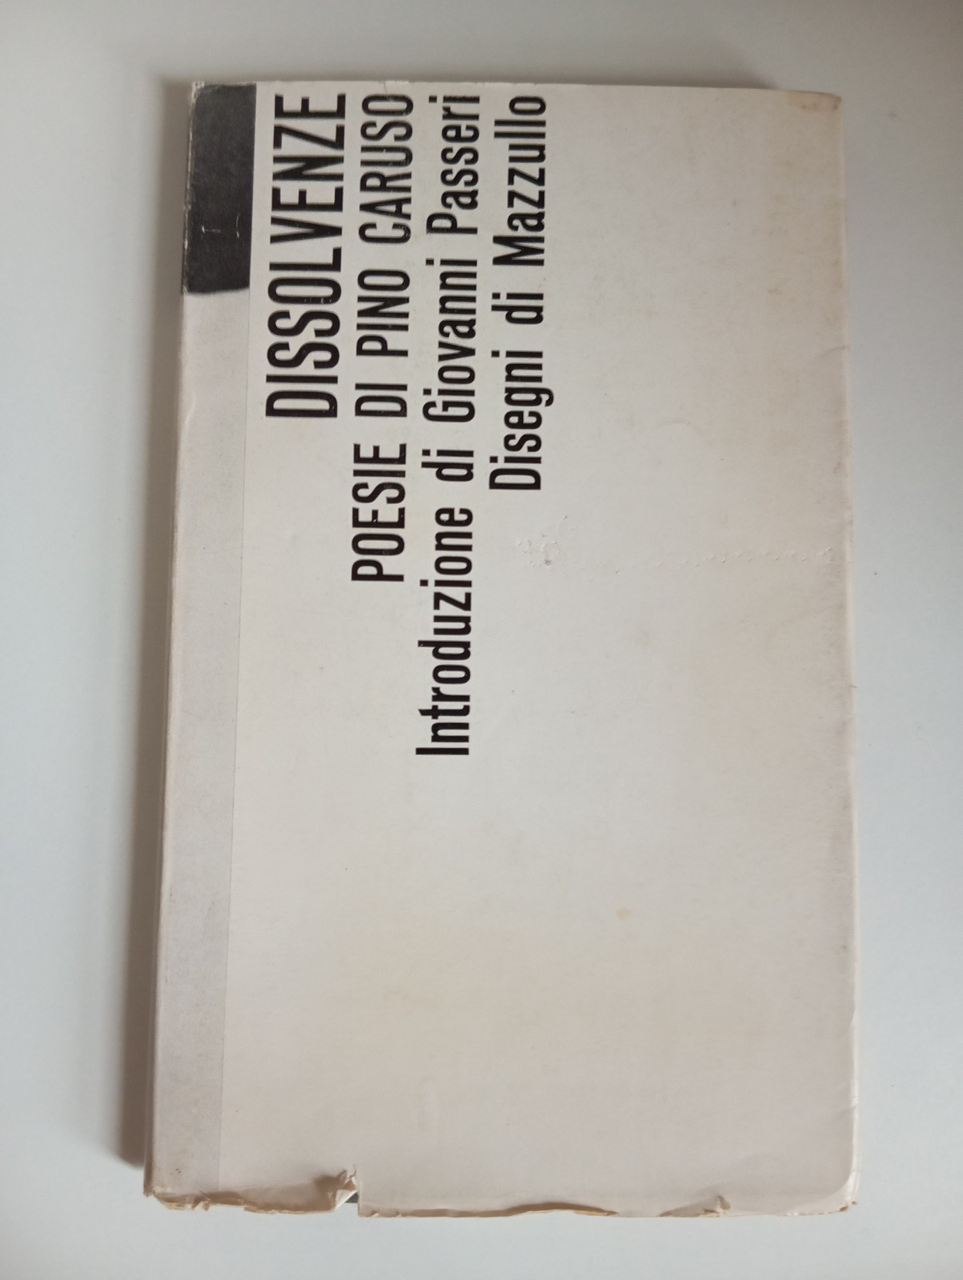 DISSOLVENZE
POESIE DI PINO CARUSO
Introduzione di Giovanni Passeri
Disegni di Mazzullo